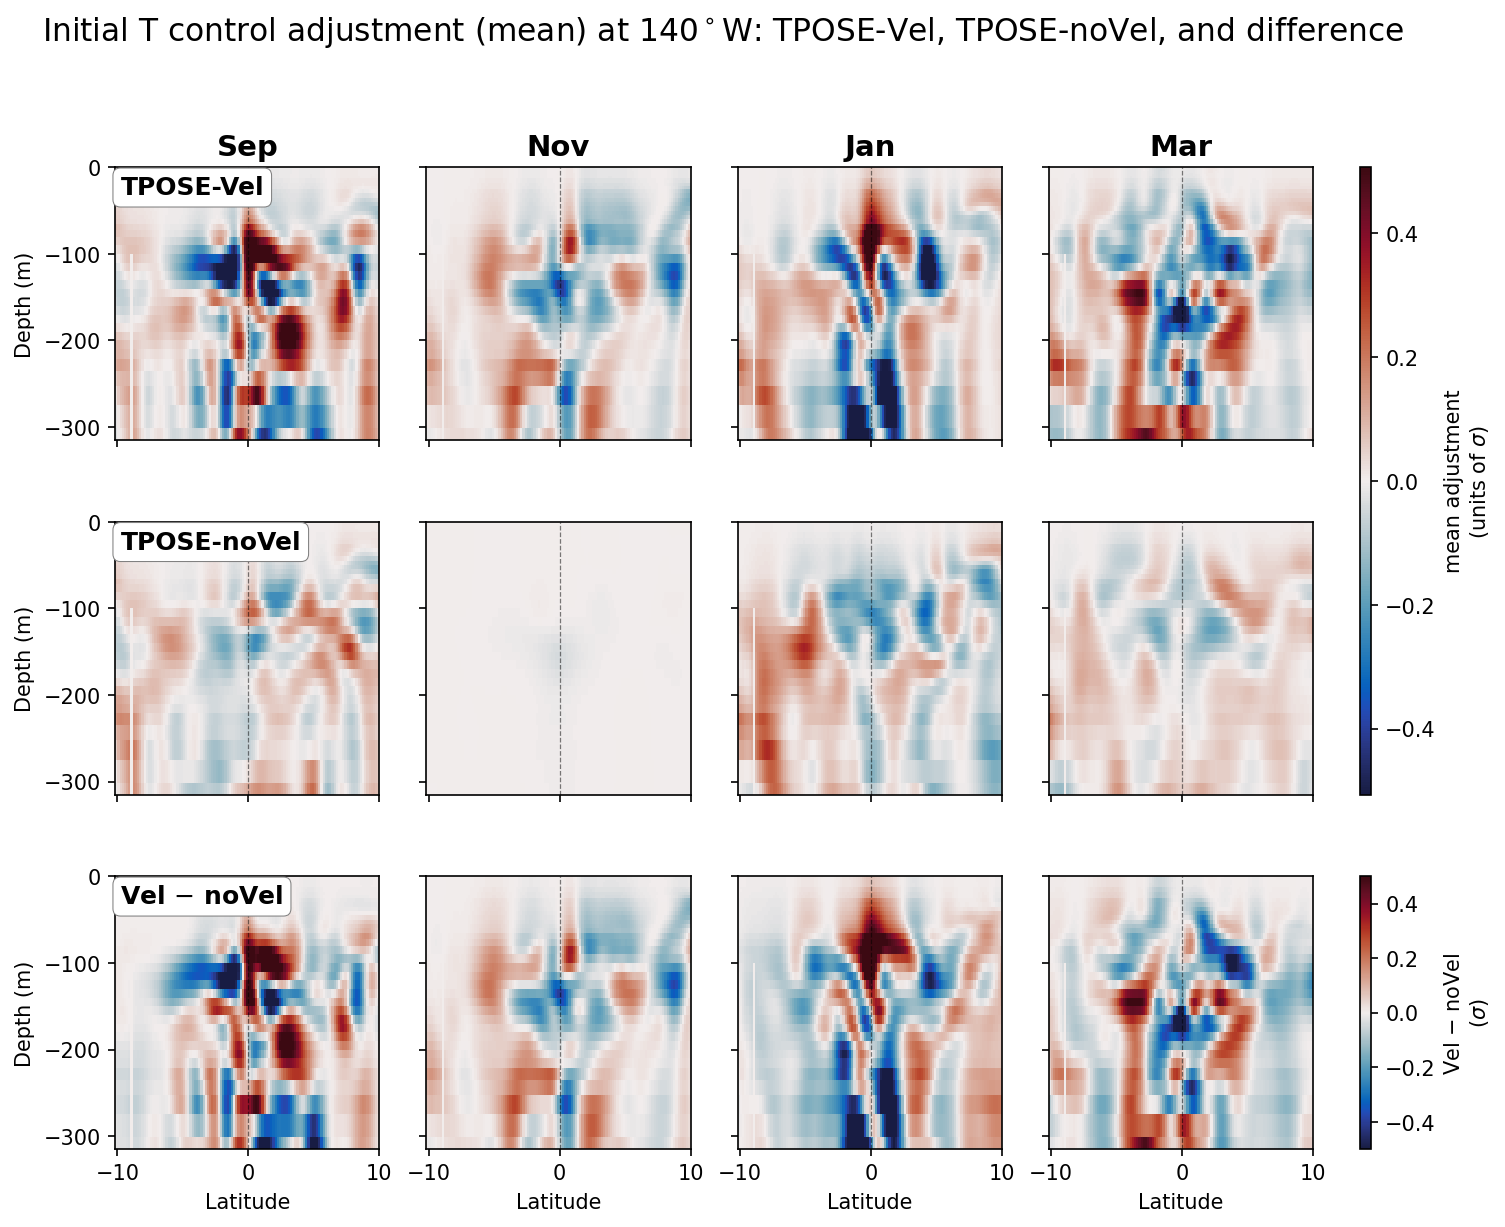 Initial T control adjustment (mean) at 140°W: TPOSE-Vel, TPOSE-noVel, and difference
Sep Nov Jan Mar
TPOSE-Vel
0
−100
−200
−300
Depth (m)
TPOSE-noVel
0
−100
−200
−300
Depth (m)
0.4
0.2
0.0
−0.2
−0.4
mean adjustment
(units of σ)
Vel − noVel
0
−100
−200
−300
Depth (m)
−10 0 10 −10 0 10 −10 0 10 −10 0 10
Latitude Latitude Latitude Latitude
0.4
0.2
0.0
−0.2
−0.4
Vel − noVel
(σ)